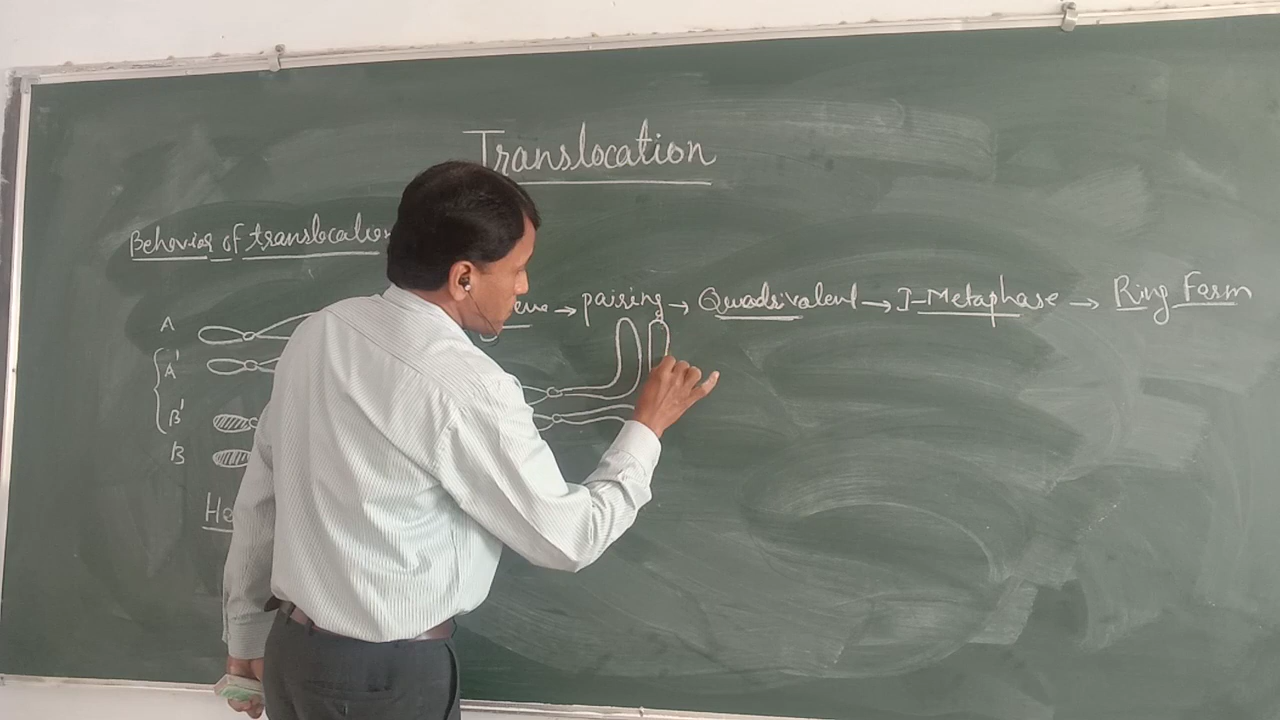 Translocation
Behavior of translocation
→ pairing → Quadrivalent → I-Metaphase → Ring Form
A
A'
B'
B